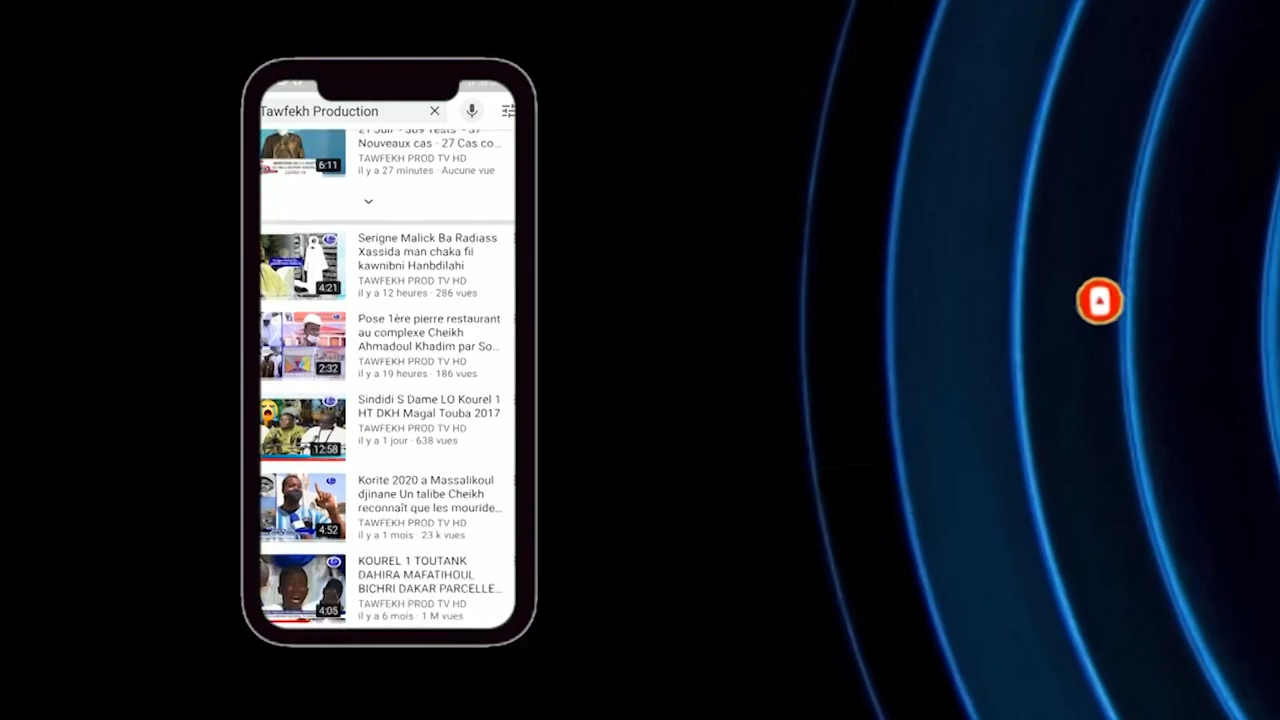 Tawfekh Production
Nouveaux cas · 27 Cas co...
6:11
TAWFEKH PROD TV HD
il y a 27 minutes · Aucune vue
Serigne Malick Ba Radiass
Xassida man chaka fii
kawnibni Hanbdilahi
4:21
TAWFEKH PROD TV HD
il y a 12 heures · 286 vues
Pose 1ère pierre restaurant
au complexe Cheikh
Ahmadoul Khadim par So...
2:32
TAWFEKH PROD TV HD
il y a 19 heures · 186 vues
Sindidi S Dame LO Kourel 1
HT DKH Magal Touba 2017
TAWFEKH PROD TV HD
il y a 1 jour · 638 vues
12:58
Korite 2020 a Massalikoul
djinane Un talibe Cheikh
reconnaît que les mouride...
TAWFEKH PROD TV HD
4:52
il y a 1 mois · 23 k vues
KOUREL 1 TOUTANK
DAHIRA MAFATIHOUL
BICHRI DAKAR PARCELLE...
TAWFEKH PROD TV HD
4:05
il y a 6 mois · 1 M vues